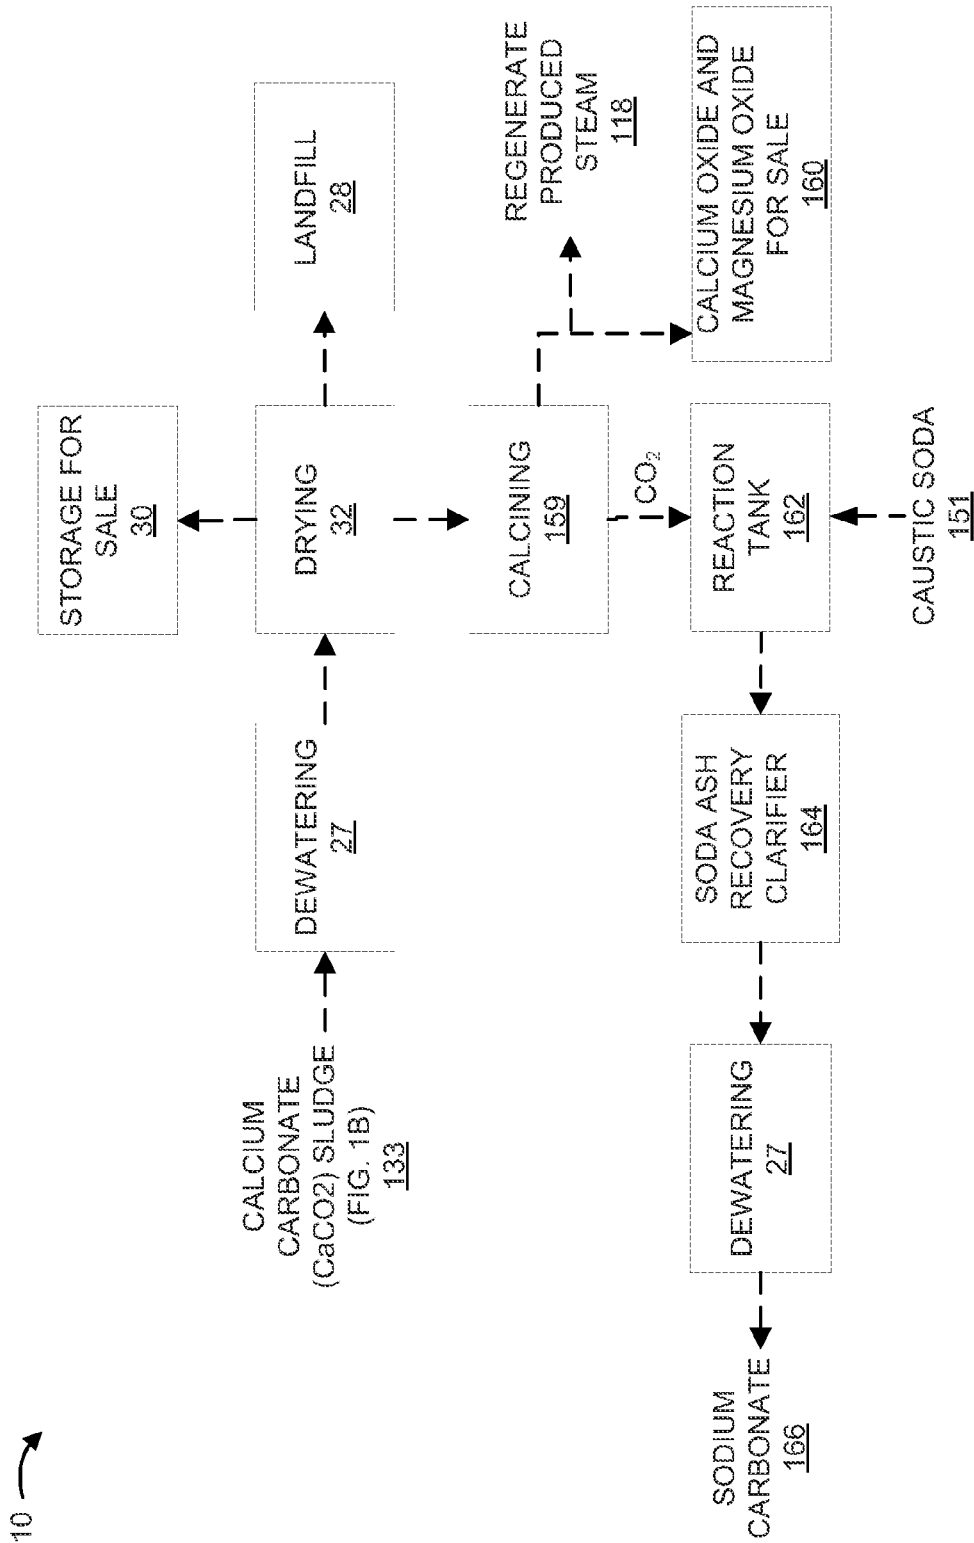 10
CALCIUM
CARBONATE
(CaCO2) SLUDGE
(FIG. 1B)
133
DEWATERING
27
STORAGE FOR
SALE
30
DRYING
32
LANDFILL
28
CALCINING
159
REGENERATE
PRODUCED
STEAM
118
CALCIUM OXIDE AND
MAGNESIUM OXIDE
FOR SALE
160
CO₂
REACTION
TANK
162
CAUSTIC SODA
151
SODA ASH
RECOVERY
CLARIFIER
164
DEWATERING
27
SODIUM
CARBONATE
166